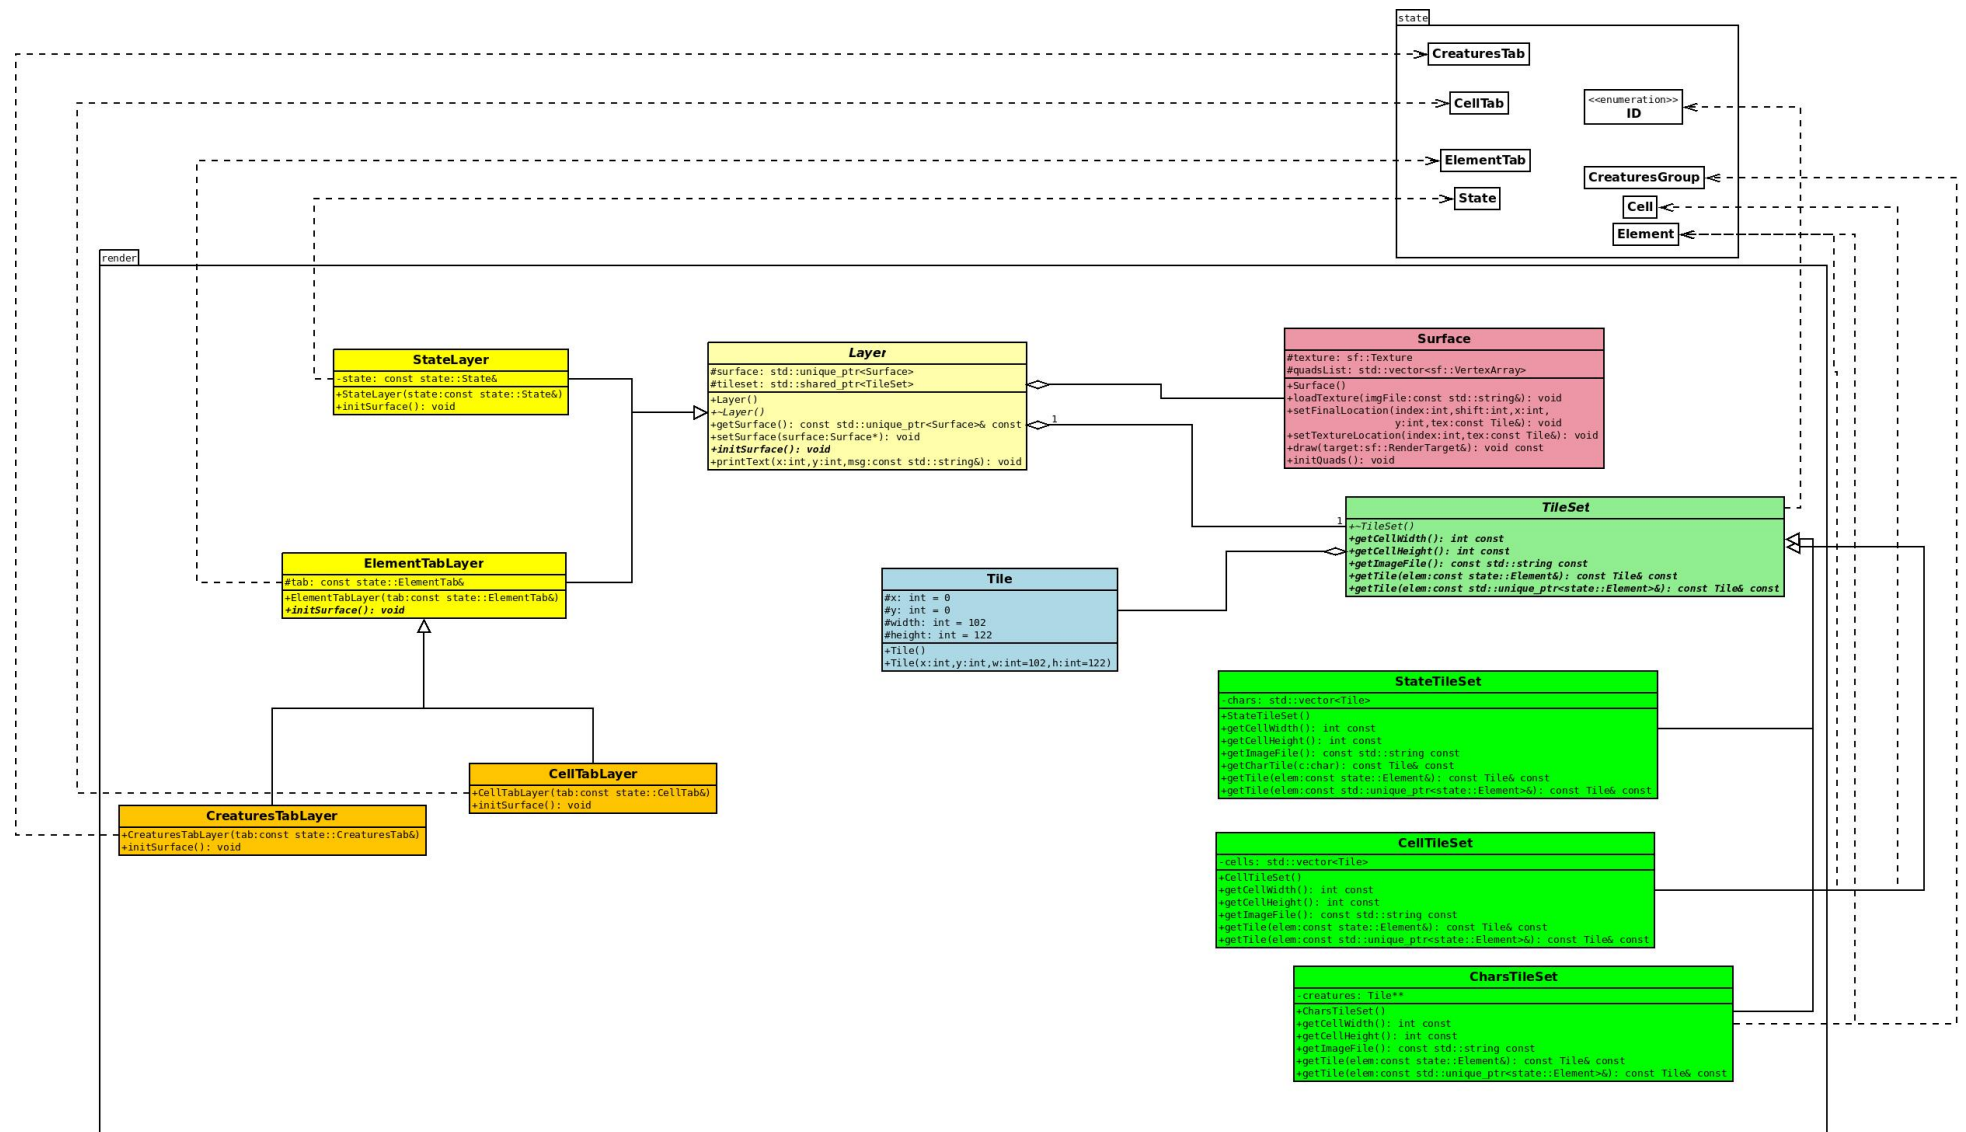 state
CreaturesTab
CellTab
<<enumeration>>
ID
ElementTab
CreaturesGroup
State
Cell
Element
render
StateLayer
-state: const state::State&
+StateLayer(state:const state::State&)
+initSurface(): void
Layer
#surface: std::unique_ptr<Surface>
#tileset: std::shared_ptr<TileSet>
+Layer()
+~Layer()
+getSurface(): const std::unique_ptr<Surface>& const
+setSurface(surface:Surface*): void
+initSurface(): void
+printText(x:int,y:int,msg:const std::string&): void
1
Surface
#texture: sf::Texture
#quadsList: std::vector<sf::VertexArray>
+Surface()
+loadTexture(imgFile:const std::string&): void
+setFinalLocation(index:int,shift:int,x:int,
y:int,tex:const Tile&): void
+setTextureLocation(index:int,tex:const Tile&): void
+draw(target:sf::RenderTarget&): void const
+initQuads(): void
1
TileSet
+~TileSet()
+getCellWidth(): int const
+getCellHeight(): int const
+getImageFile(): const std::string const
+getTile(elem:const state::Element&): const Tile& const
+getTile(elem:const std::unique_ptr<state::Element>&): const Tile& const
ElementTabLayer
#tab: const state::ElementTab&
+ElementTabLayer(tab:const state::ElementTab&)
+initSurface(): void
Tile
#x: int = 0
#y: int = 0
#width: int = 102
#height: int = 122
+Tile()
+Tile(x:int,y:int,w:int=102,h:int=122)
StateTileSet
-chars: std::vector<Tile>
+StateTileSet()
+getCellWidth(): int const
+getCellHeight(): int const
+getImageFile(): const std::string const
+getCharTile(c:char): const Tile& const
+getTile(elem:const state::Element&): const Tile& const
+getTile(elem:const std::unique_ptr<state::Element>&): const Tile& const
CellTabLayer
+CellTabLayer(tab:const state::CellTab&)
+initSurface(): void
CreaturesTabLayer
+CreaturesTabLayer(tab:const state::CreaturesTab&)
+initSurface(): void
CellTileSet
-cells: std::vector<Tile>
+CellTileSet()
+getCellWidth(): int const
+getCellHeight(): int const
+getImageFile(): const std::string const
+getTile(elem:const state::Element&): const Tile& const
+getTile(elem:const std::unique_ptr<state::Element>&): const Tile& const
CharsTileSet
-creatures: Tile**
+CharsTileSet()
+getCellWidth(): int const
+getCellHeight(): int const
+getImageFile(): const std::string const
+getTile(elem:const state::Element&): const Tile& const
+getTile(elem:const std::unique_ptr<state::Element>&): const Tile& const